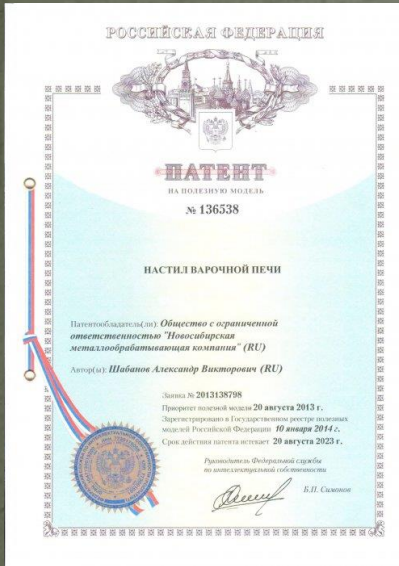 РОССИЙСКАЯ ФЕДЕРАЦИЯ
ПАТЕНТ
НА ПОЛЕЗНУЮ МОДЕЛЬ
№ 136538
НАСТИЛ ВАРОЧНОЙ ПЕЧИ
Патентообладатель(ли): Общество с ограниченной
ответственностью "Новосибирская
металлообрабатывающая компания" (RU)
Автор(ы): Шабанов Александр Викторович (RU)
Заявка № 2013138798
Приоритет полезной модели 20 августа 2013 г.
Зарегистрировано в Государственном реестре полезных
моделей Российской Федерации 10 января 2014 г.
Срок действия патента истекает 20 августа 2023 г.
Руководитель Федеральной службы
по интеллектуальной собственности
Б.П. Симонов